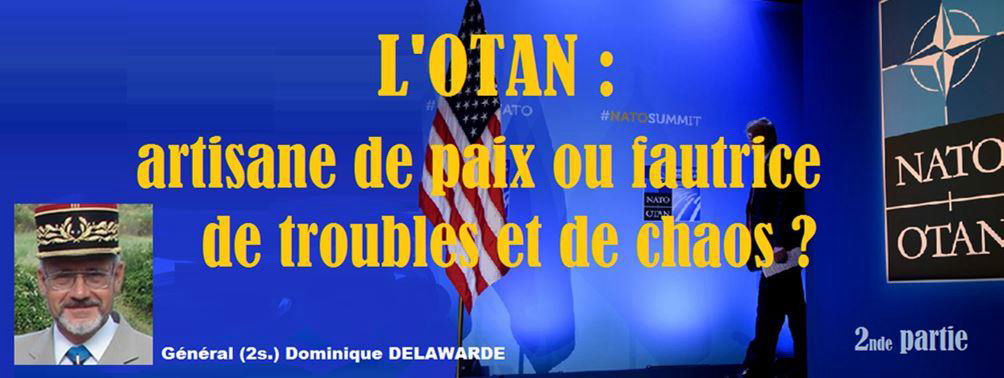 L'OTAN :
#
ATO
#NATOSUMMIT
artisane de paix ou fautrice
de troubles et de chaos ?
NATO
OTAN
NATO
OTAN
Général (2s.) Dominique DELAWARDE
2nde partie